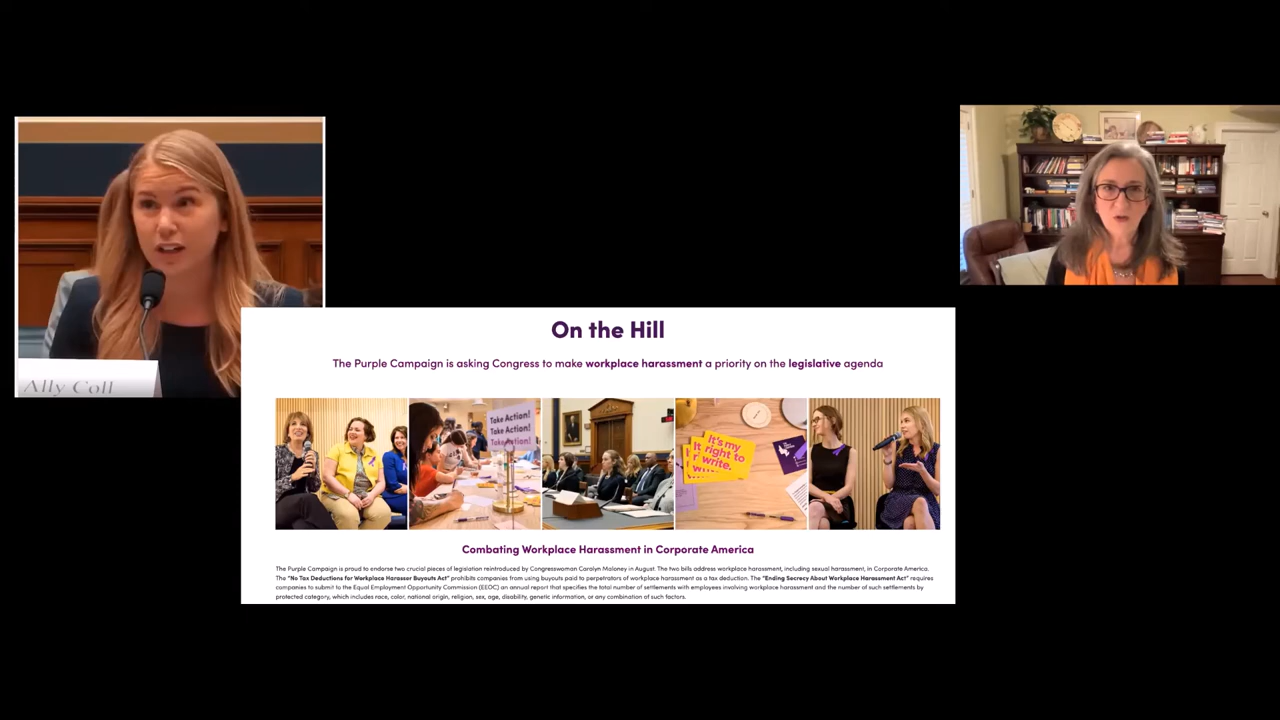 Ally Coll
On the Hill
The Purple Campaign is asking Congress to make workplace harassment a priority on the legislative agenda
Take Action!
Take Action!
Take Action!
It's my
right to
write.
Combating Workplace Harassment in Corporate America
The Purple Campaign is proud to endorse two crucial pieces of legislation reintroduced by Congresswoman Carolyn Maloney in August. The two bills address workplace harassment, including sexual harassment, in Corporate America.
The "No Tax Deductions for Workplace Harasser Buyouts Act" prohibits companies from using buyouts paid to perpetrators of workplace harassment as a tax deduction. The "Ending Secrecy About Workplace Harassment Act" requires
companies to submit to the Equal Employment Opportunity Commission (EEOC) an annual report that specifies the total number of settlements with employees involving workplace harassment and the number of such settlements by
protected category, which includes race, color, national origin, religion, sex, age, disability, genetic information, or any combination of such factors.